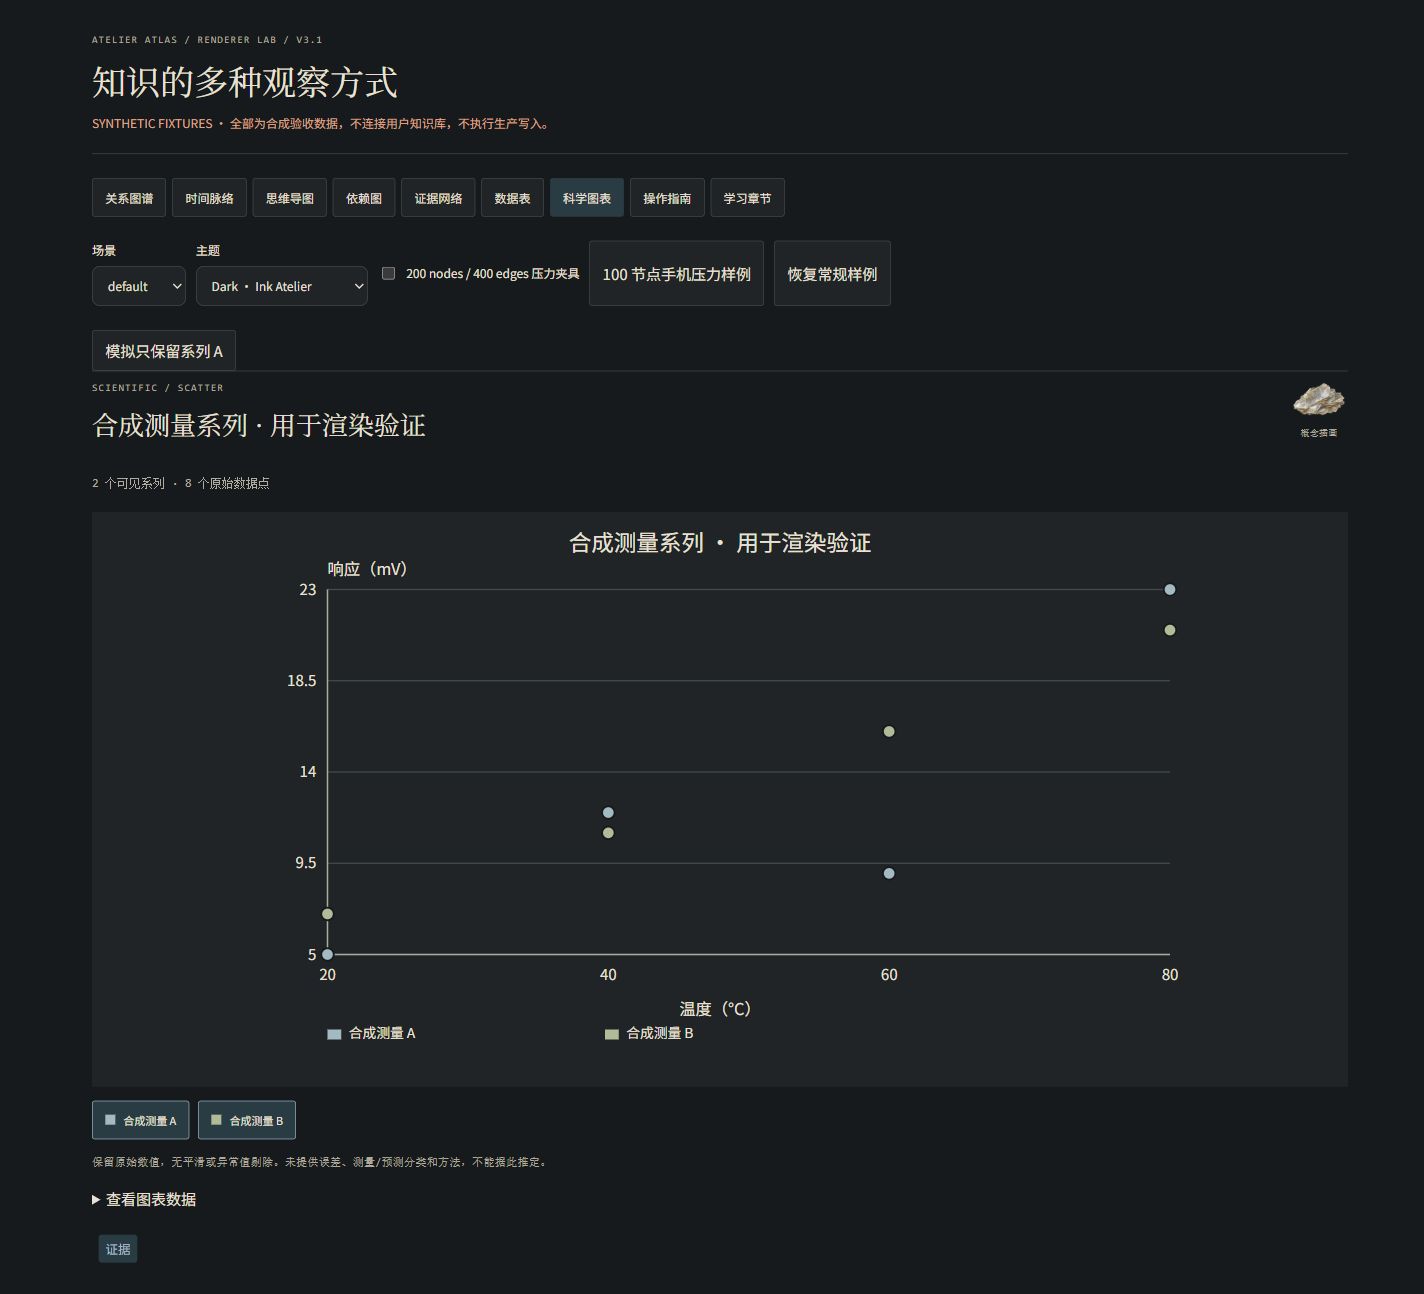 ATELIER ATLAS / RENDERER LAB / V3.1
知识的多种观察方式
SYNTHETIC FIXTURES · 全部为合成验收数据，不连接用户知识库，不执行生产写入。
关系图谱 时间脉络 思维导图 依赖图 证据网络 数据表 科学图表 操作指南 学习章节
场景 主题
default Dark · Ink Atelier 200 nodes / 400 edges 压力夹具 100 节点手机压力样例 恢复常规样例
模拟只保留系列 A
SCIENTIFIC / SCATTER
合成测量系列 · 用于渲染验证
概念插画
2 个可见系列 · 8 个原始数据点
合成测量系列 · 用于渲染验证
响应（mV）
23
18.5
14
9.5
5
20 40 60 80
温度（°C）
合成测量 A 合成测量 B
合成测量 A 合成测量 B
保留原始数值，无平滑或异常值剔除。未提供误差、测量/预测分类和方法，不能据此推定。
▶ 查看图表数据
证据